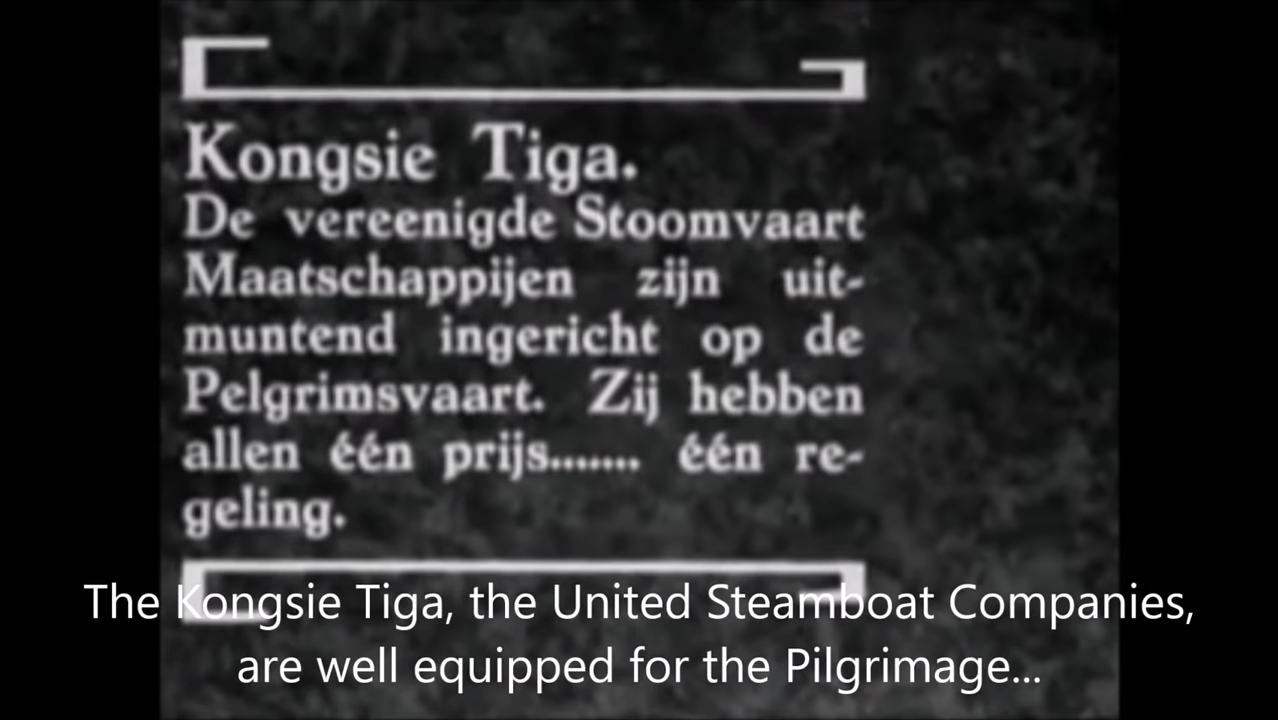 Kongsie Tiga.
De vereenigde Stoomvaart
Maatschappijen zijn uit-
muntend ingericht op de
Pelgrimsvaart. Zij hebben
allen één prijs....... één re-
geling.
The Kongsie Tiga, the United Steamboat Companies,
are well equipped for the Pilgrimage...